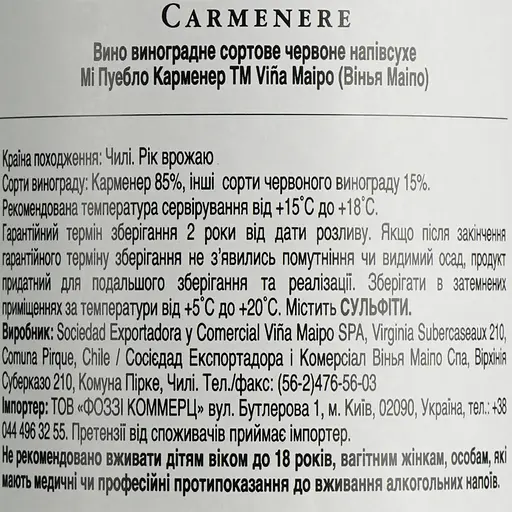 CARMENERE
Вино виноградне сортове червоне напівсухе
Мі Пуебло Карменер ТМ Viña Maipo (Вінья Маіпо)
Країна походження: Чилі. Рік врожаю
Сорти винограду: Карменер 85%, інші сорти червоного винограду 15%.
Рекомендована температура сервірування від +15˚С до +18˚С.
Гарантійний термін зберігання 2 роки від дати розливу. Якщо після закінчення
гарантійного терміну зберігання не з'явились помутніння чи видимий осад, продукт
придатний для подальшого зберігання та реалізації. Зберігати в затемнених
приміщеннях за температури від +5˚С до +20˚С. Містить СУЛЬФІТИ.
Виробник: Sociedad Exportadora y Comercial Viña Maipo SPA, Virginia Subercaseaux 210,
Comuna Pirque, Chile / Сосієдад Експортадора і Комерсіал Вінья Маіпо Спа, Вірхінія
Суберказо 210, Комуна Пірке, Чилі. Тел./факс: (56-2)476-56-03
Імпортер: ТОВ «ФОЗЗІ КОММЕРЦ» вул. Бутлерова 1, м. Київ, 02090, Україна, тел.: +38
044 496 32 55. Претензії від споживачів приймає імпортер.
Не рекомендовано вживати дітям віком до 18 років, вагітним жінкам, особам, які
мають медичні чи професійні протипоказання до вживання алкогольних напоїв.